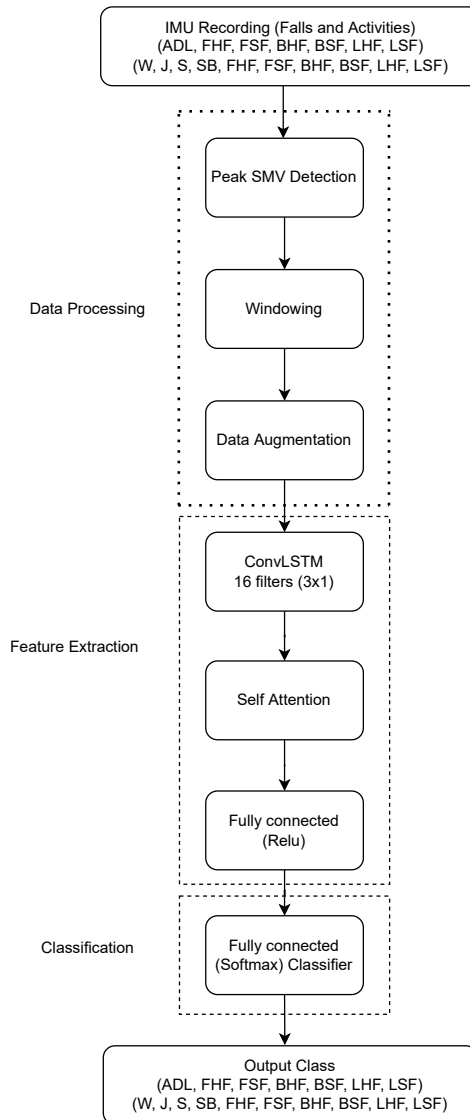 IMU Recording (Falls and Activities)
(ADL, FHF, FSF, BHF, BSF, LHF, LSF)
(W, J, S, SB, FHF, FSF, BHF, BSF, LHF, LSF)
Peak SMV Detection
Data Processing
Windowing
Data Augmentation
ConvLSTM
16 filters (3x1)
Feature Extraction
Self Attention
Fully connected
(Relu)
Classification
Fully connected
(Softmax) Classifier
Output Class
(ADL, FHF, FSF, BHF, BSF, LHF, LSF)
(W, J, S, SB, FHF, FSF, BHF, BSF, LHF, LSF)